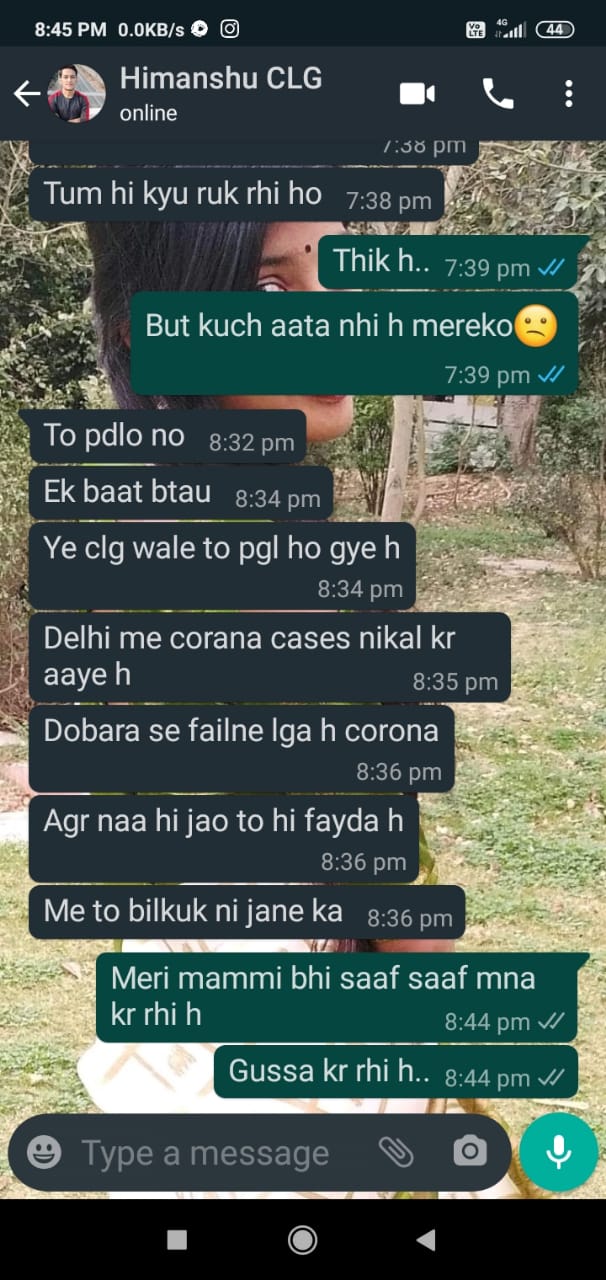 8:45 PM 0.0KB/s
Vo LTE 4G 44
Himanshu CLG
online
7:38 pm
Tum hi kyu ruk rhi ho 7:38 pm
Thik h.. 7:39 pm
But kuch aata nhi h mereko😕
7:39 pm
To pdlo no 8:32 pm
Ek baat btau 8:34 pm
Ye clg wale to pgl ho gye h
8:34 pm
Delhi me corana cases nikal kr
aaye h 8:35 pm
Dobara se failne lga h corona
8:36 pm
Agr naa hi jao to hi fayda h
8:36 pm
Me to bilkuk ni jane ka 8:36 pm
Meri mammi bhi saaf saaf mna
kr rhi h 8:44 pm
Gussa kr rhi h.. 8:44 pm
Type a message